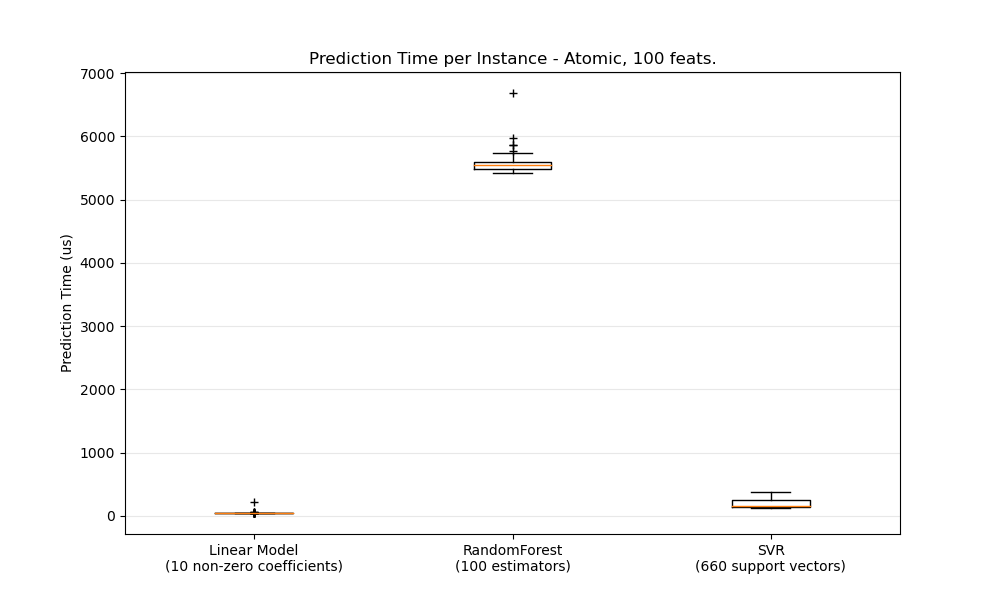 Prediction Time per Instance - Atomic, 100 feats.
7000
6000
5000
4000
3000
2000
1000
0
Prediction Time (us)
Linear Model
(10 non-zero coefficients)
RandomForest
(100 estimators)
SVR
(660 support vectors)